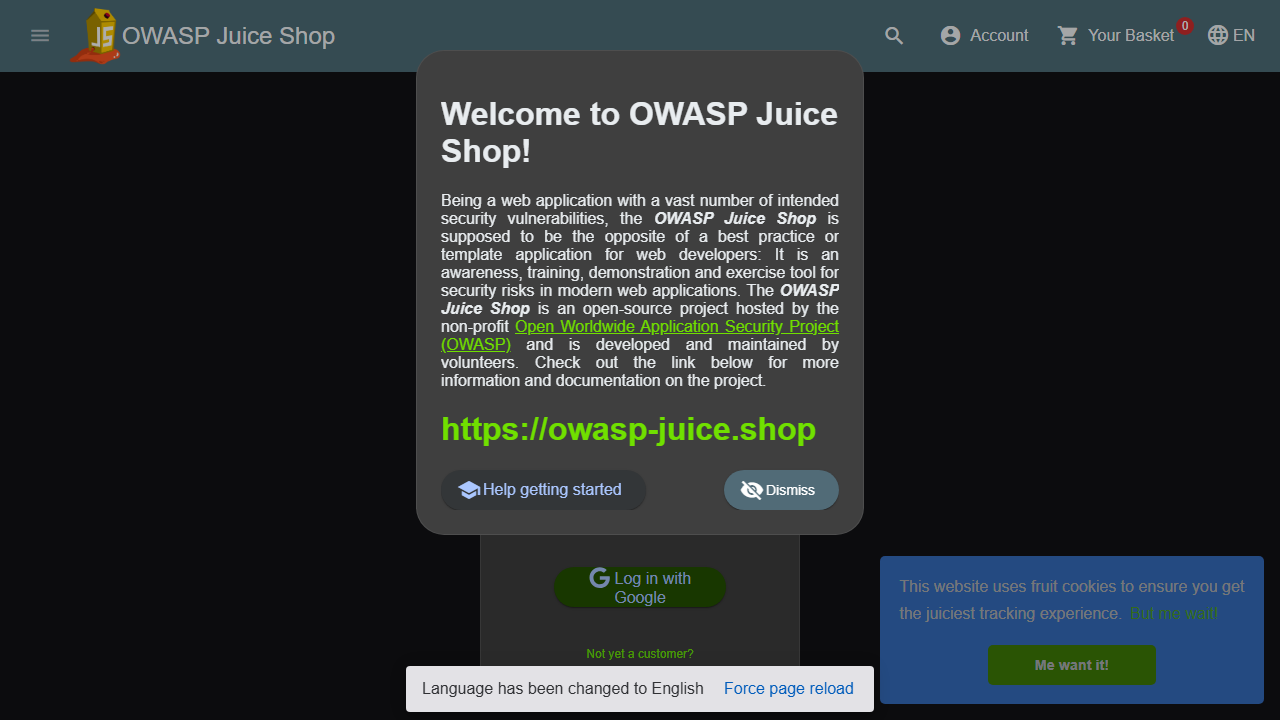 OWASP Juice Shop
Account
Your Basket
0
EN
Welcome to OWASP Juice
Shop!
Being a web application with a vast number of intended
security vulnerabilities, the OWASP Juice Shop is
supposed to be the opposite of a best practice or
template application for web developers: It is an
awareness, training, demonstration and exercise tool for
security risks in modern web applications. The OWASP
Juice Shop is an open-source project hosted by the
non-profit Open Worldwide Application Security Project
(OWASP) and is developed and maintained by
volunteers. Check out the link below for more
information and documentation on the project.
https://owasp-juice.shop
Help getting started
Dismiss
Log in with
Google
Not yet a customer?
This website uses fruit cookies to ensure you get
the juiciest tracking experience. But me wait!
Me want it!
Language has been changed to English
Force page reload